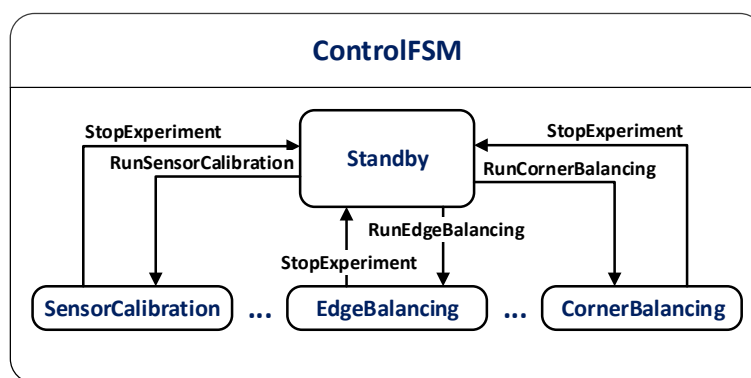 ControlFSM
StopExperiment
StopExperiment
Standby
RunSensorCalibration
RunCornerBalancing
RunEdgeBalancing
StopExperiment
SensorCalibration ... EdgeBalancing ... CornerBalancing